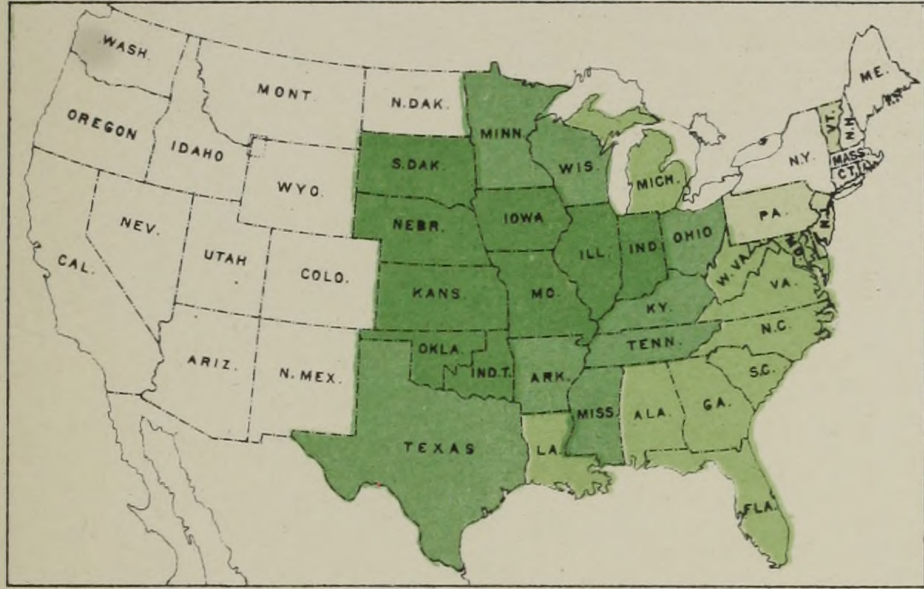 WASH.
MONT.
N. DAK.
MINN.
ME.
OREGON
IDAHO
VT.
N.H.
WIS.
MASS.
CT.
N.Y.
S. DAK.
WYO.
MICH.
PA.
N.J.
NEV.
NEBR.
IOWA
OHIO
CAL.
UTAH
COLO.
ILL.
IND.
W. VA.
MD.
VA.
KANS.
MO.
KY.
N.C.
ARIZ.
N. MEX.
OKLA.
IND. T.
ARK.
TENN.
S.C.
MISS.
ALA.
GA.
TEXAS
LA.
FLA.